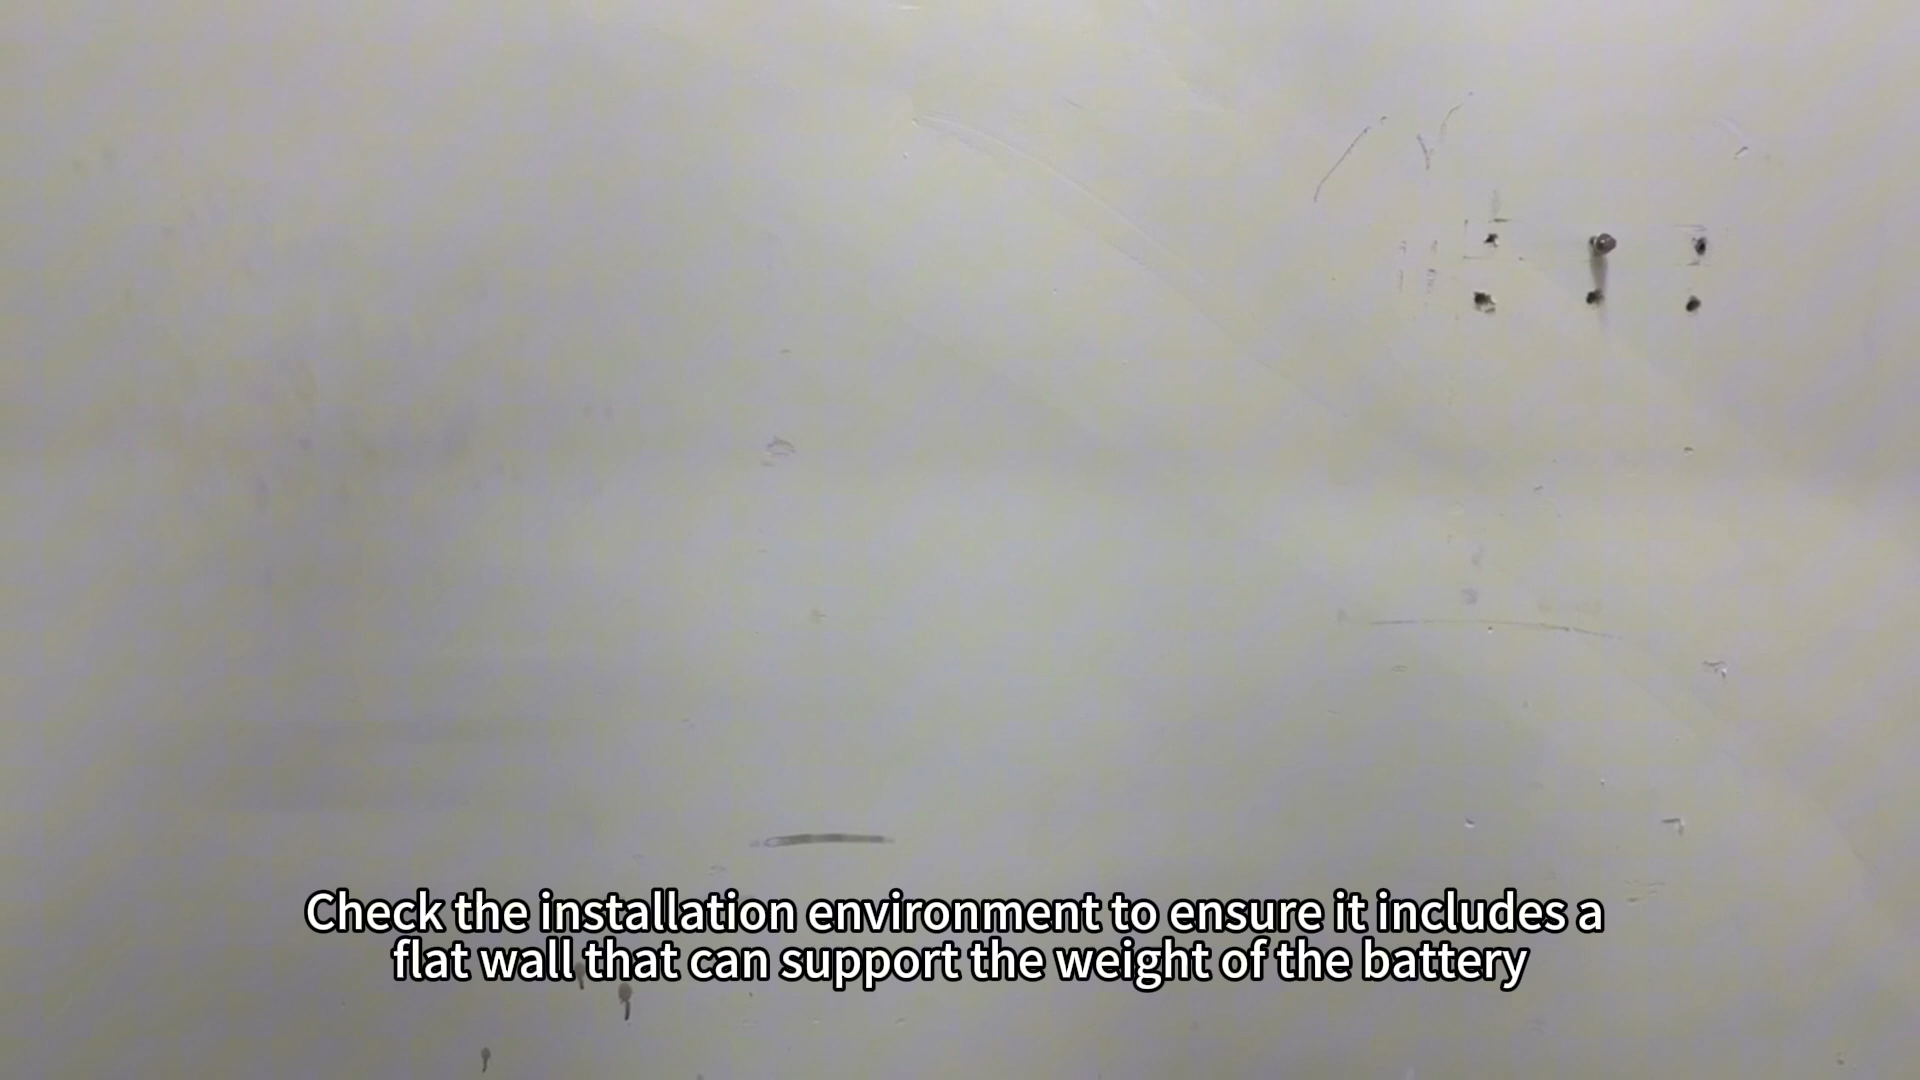 Check the installation environment to ensure it includes a
flat wall that can support the weight of the battery